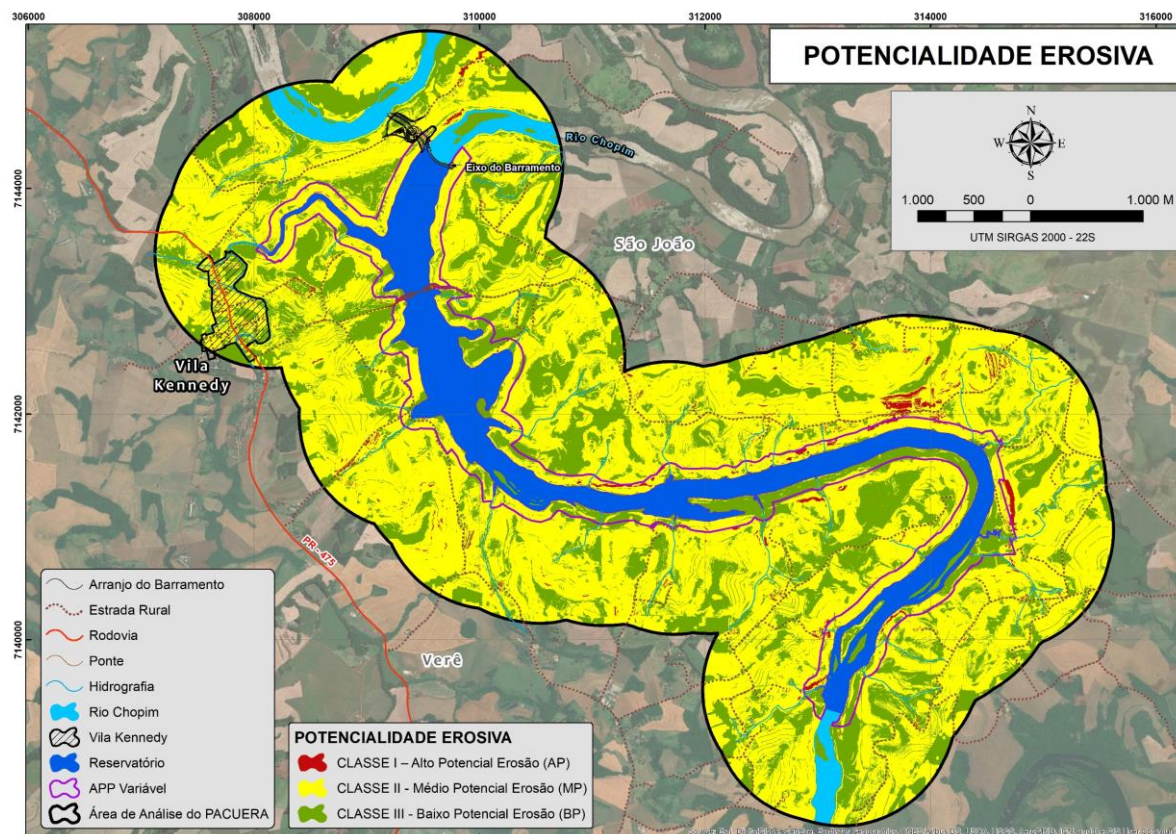 306000
308000
310000
312000
314000
316000
POTENCIALIDADE EROSIVA
N
W
E
S
1.000
500
0
1.000 M
UTM SIRGAS 2000 - 22S
Rio Chopim
Eixo do Barramento
7144000
São João
Vila
Kennedy
7142000
PR - 475
7140000
Verê
Arranjo do Barramento
Estrada Rural
Rodovia
Ponte
Hidrografia
Rio Chopim
Vila Kennedy
Reservatório
APP Variável
Área de Análise do PACUERA
POTENCIALIDADE EROSIVA
CLASSE I – Alto Potencial Erosão (AP)
CLASSE II - Médio Potencial Erosão (MP)
CLASSE III - Baixo Potencial Erosão (BP)